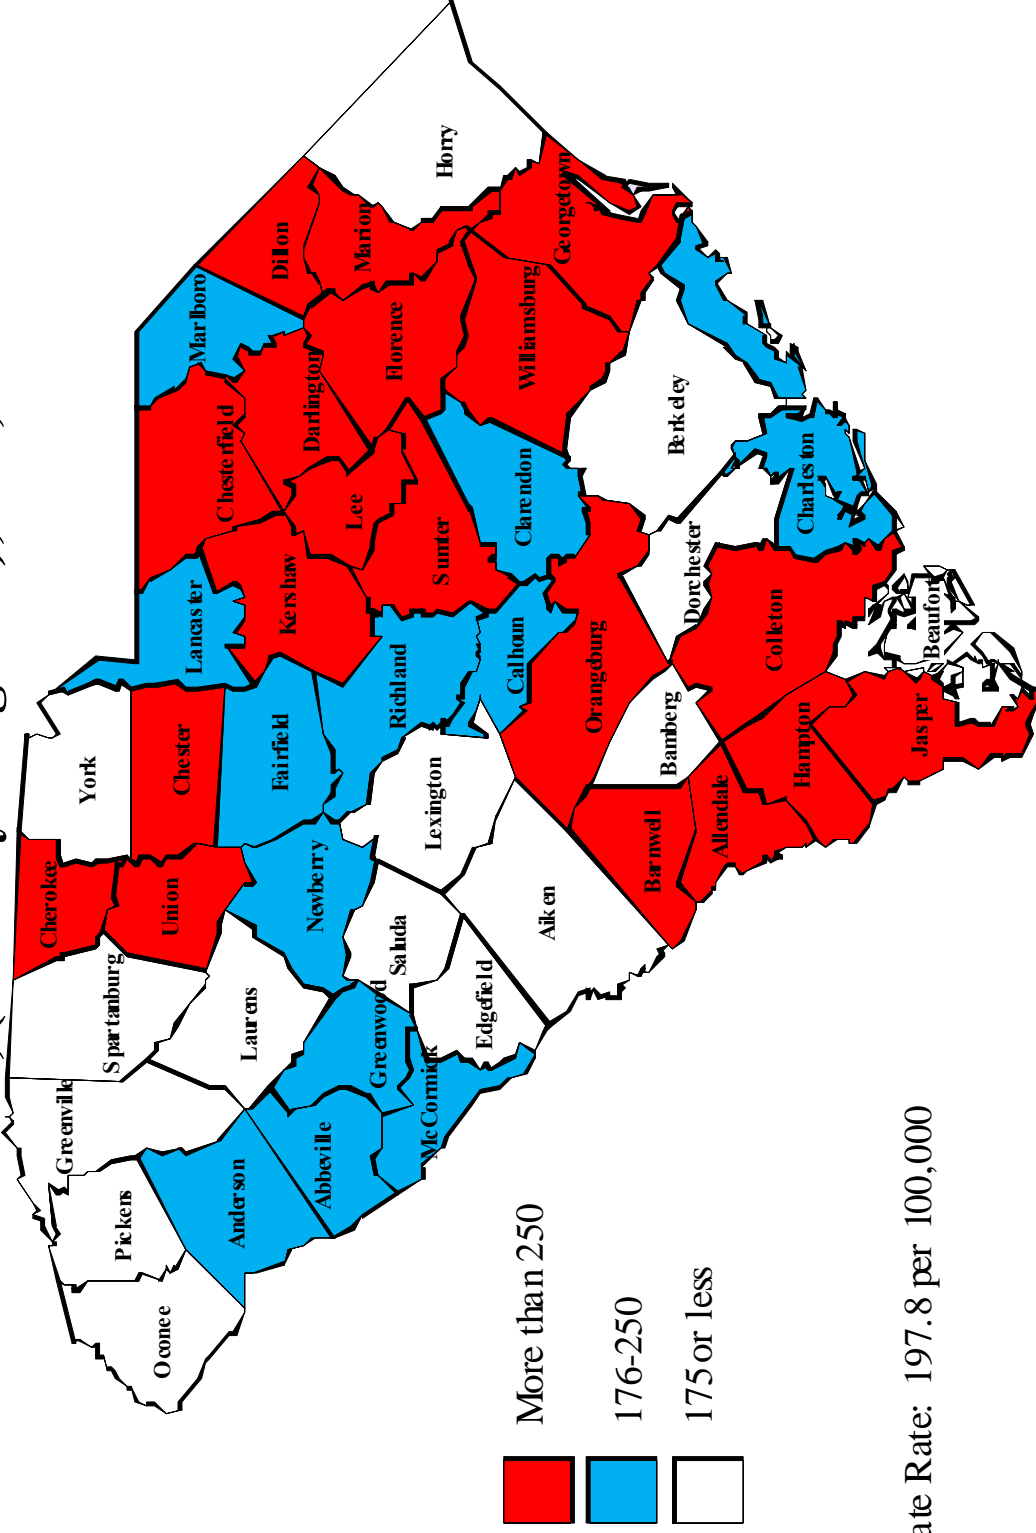 Oconee
Pickens
Greenville
Spartanburg
Cherokee
York
Anderson
Laurens
Union
Chester
Lancaster
Chesterfield
Marlboro
Abbeville
Greenwood
Newberry
Fairfield
Kershaw
Darlington
Dillon
McCormick
Saluda
Edgefield
Lexington
Richland
Lee
Sumter
Florence
Marion
Horry
Aiken
Calhoun
Clarendon
Williamsburg
Georgetown
Barnwell
Bamberg
Orangeburg
Dorchester
Berkeley
Allendale
Hampton
Colleton
Charleston
Jasper
Beaufort
More than 250
176-250
175 or less
ate Rate: 197.8 per 100,000